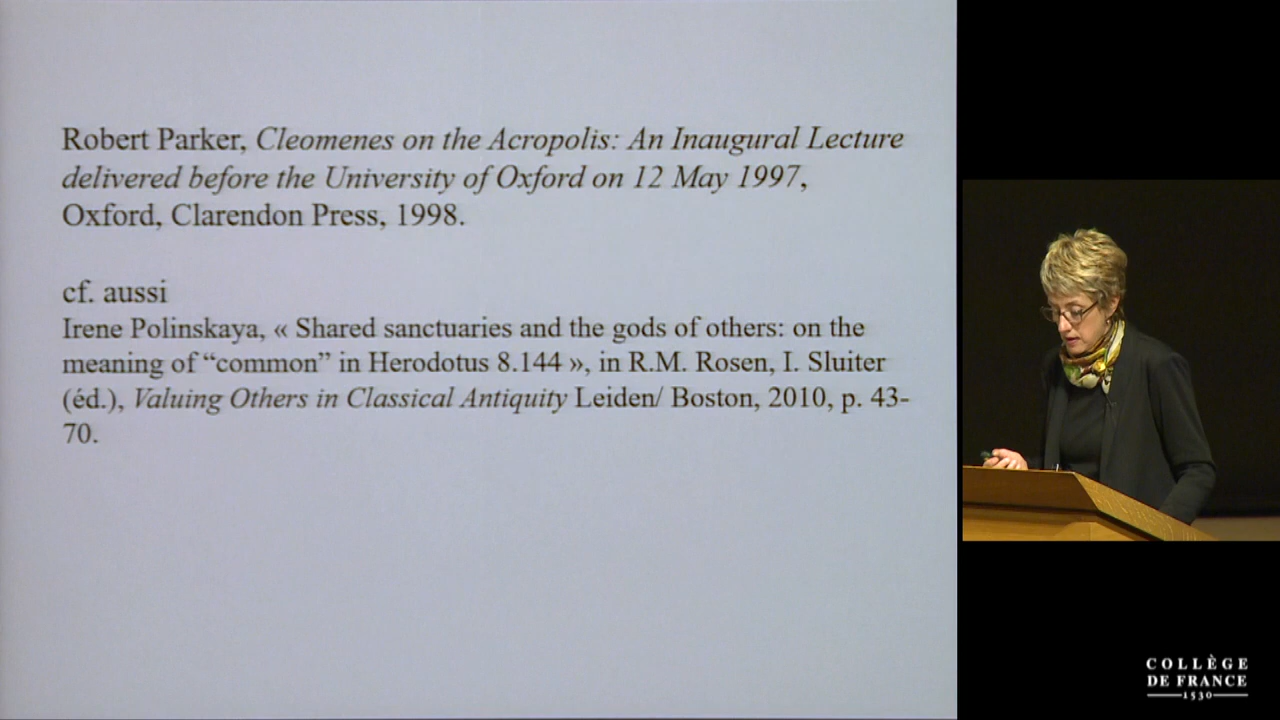 Robert Parker, Cleomenes on the Acropolis: An Inaugural Lecture
delivered before the University of Oxford on 12 May 1997,
Oxford, Clarendon Press, 1998.
cf. aussi
Irene Polinskaya, « Shared sanctuaries and the gods of others: on the
meaning of “common” in Herodotus 8.144 », in R.M. Rosen, I. Sluiter
(éd.), Valuing Others in Classical Antiquity Leiden/ Boston, 2010, p. 43-
70.
COLLÈGE
DE FRANCE
1530